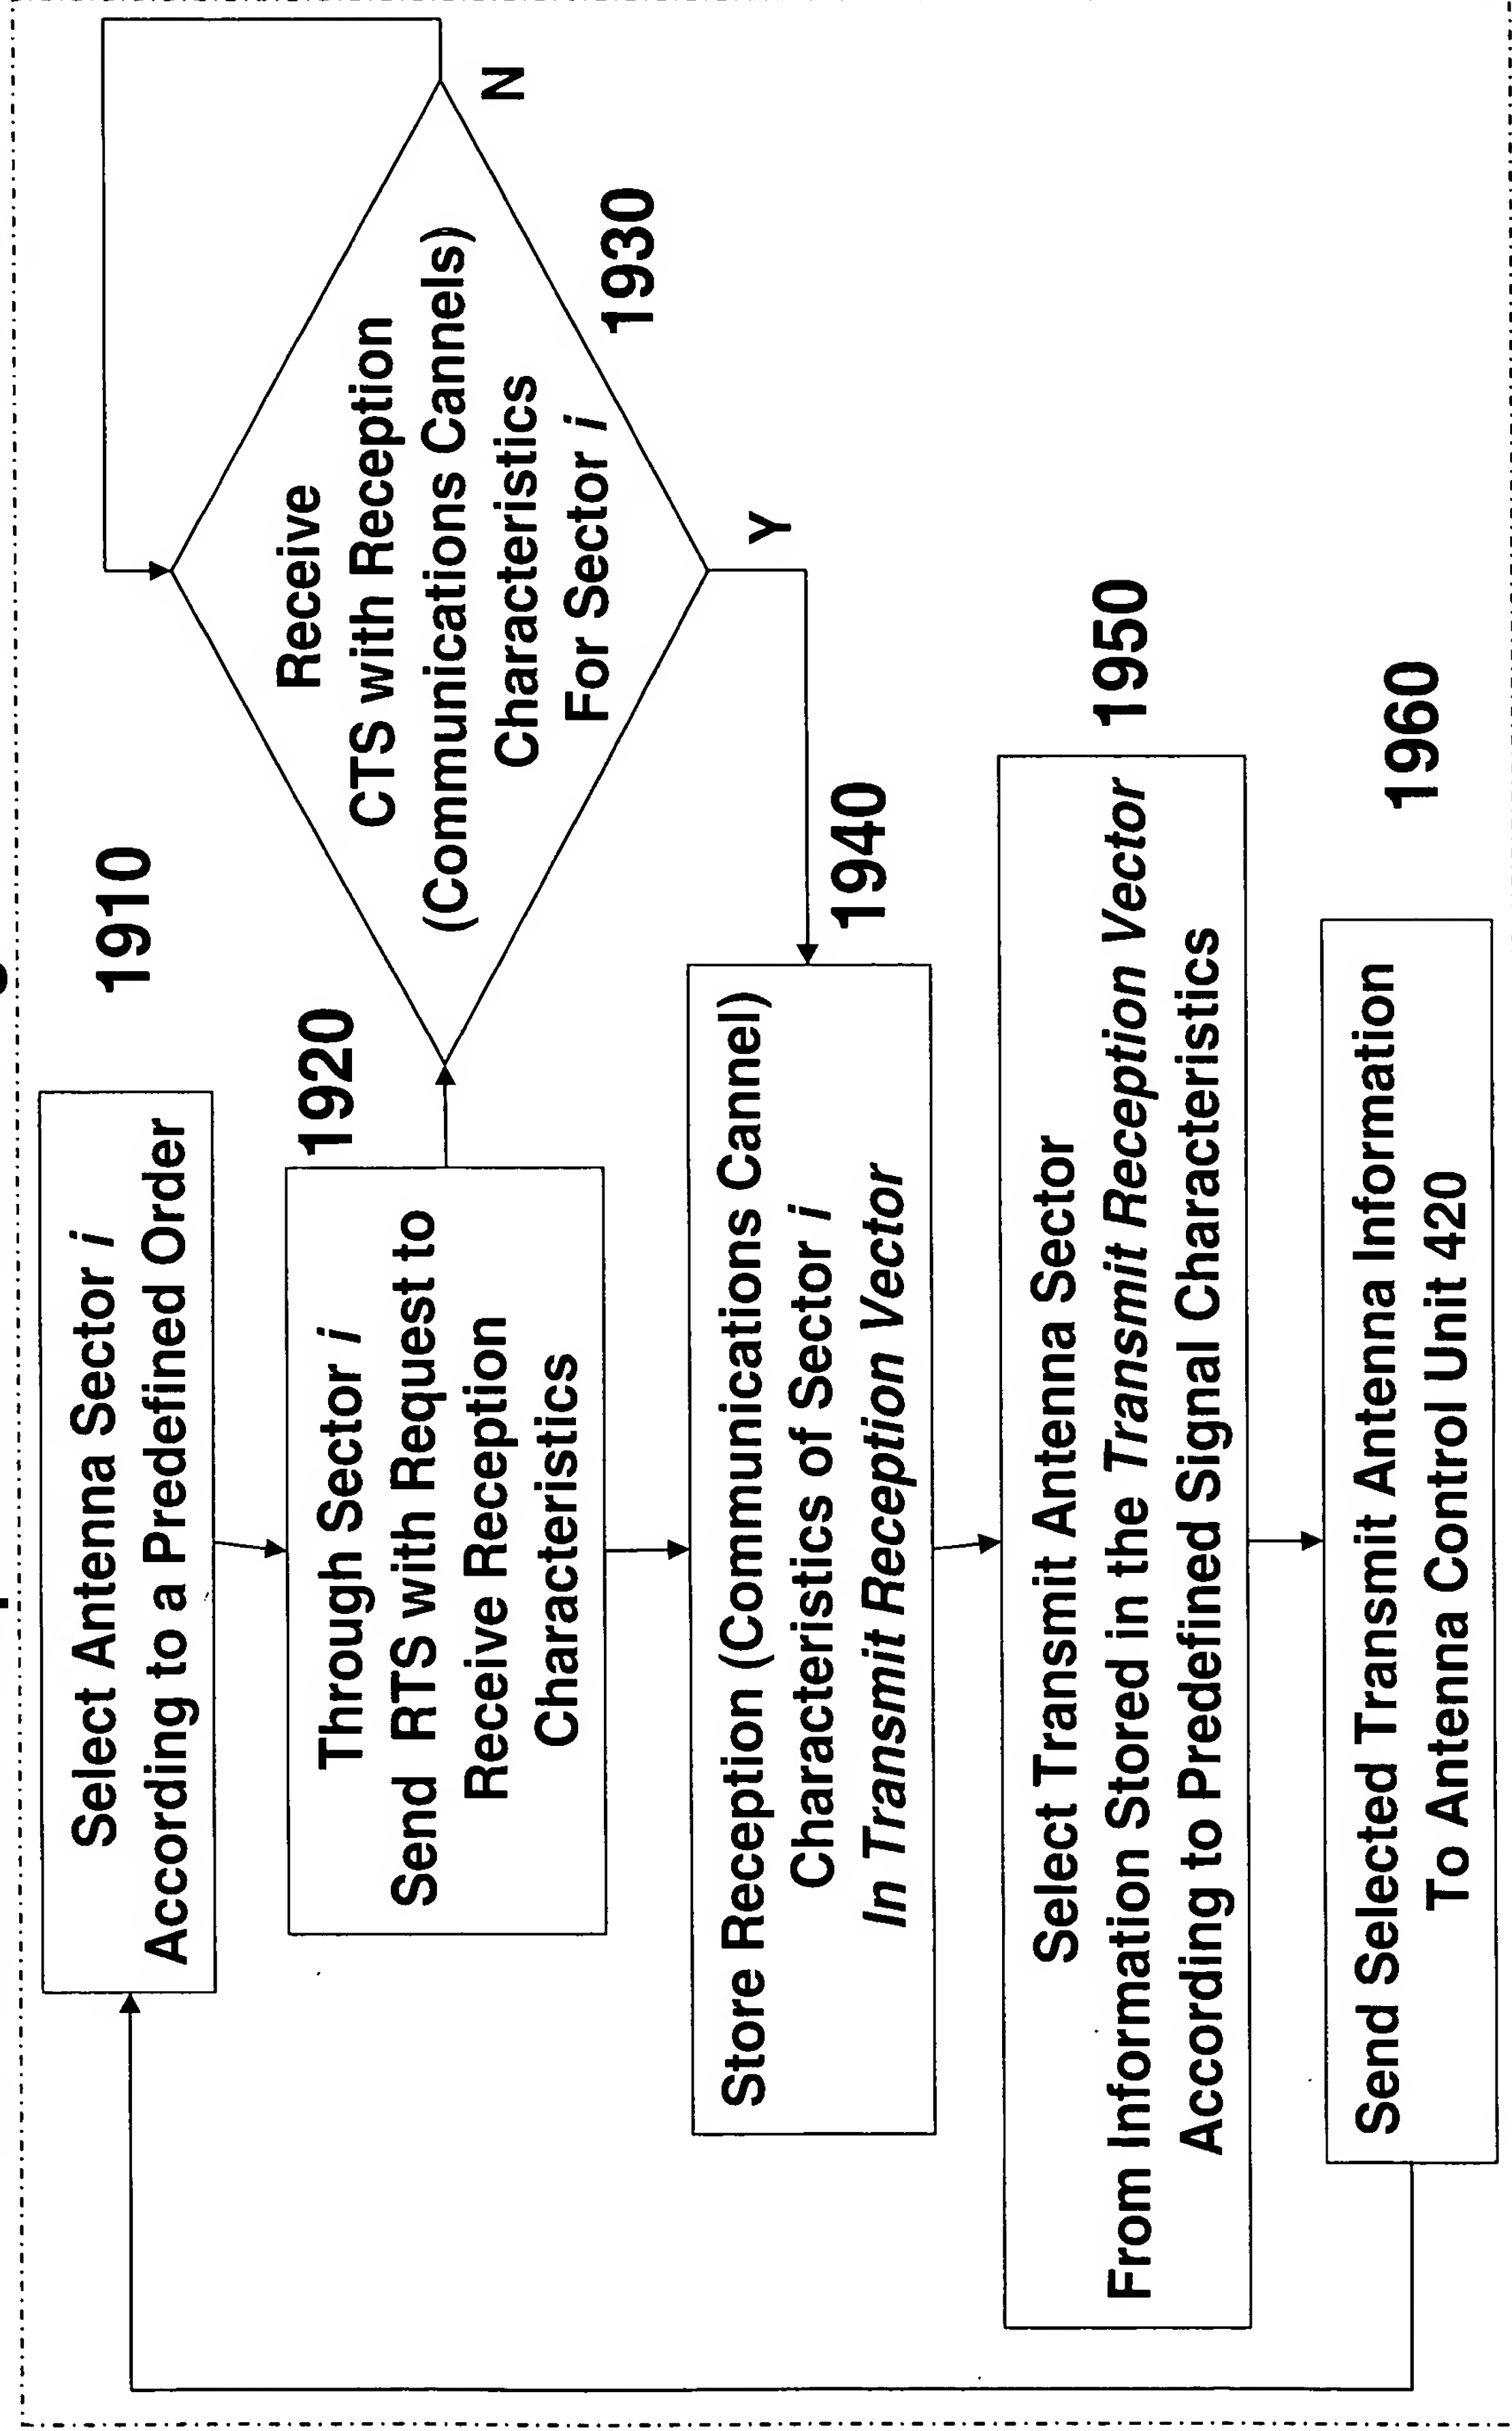 1910
Select Antenna Sector i
According to a Predefined Order
1920
Through Sector i
Send RTS with Request to
Receive Reception
Characteristics
Receive
CTS with Reception
(Communications Cannels)
Characteristics
For Sector i
N
1930
Y
1940
Store Reception (Communications Cannel)
Characteristics of Sector i
In Transmit Reception Vector
1950
Select Transmit Antenna Sector
From Information Stored in the Transmit Reception Vector
According to Predefined Signal Characteristics
1960
Send Selected Transmit Antenna Information
To Antenna Control Unit 420